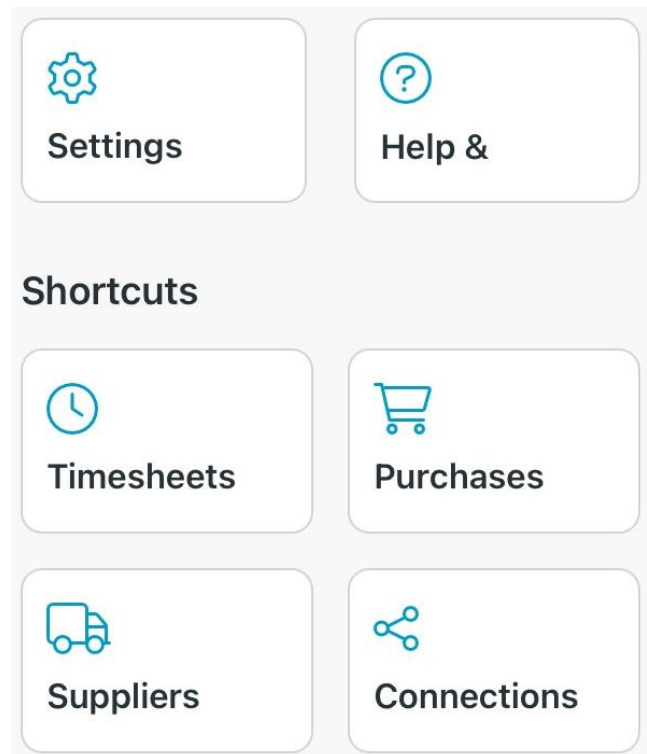 Settings
Help &
Shortcuts
Timesheets
Purchases
Suppliers
Connections